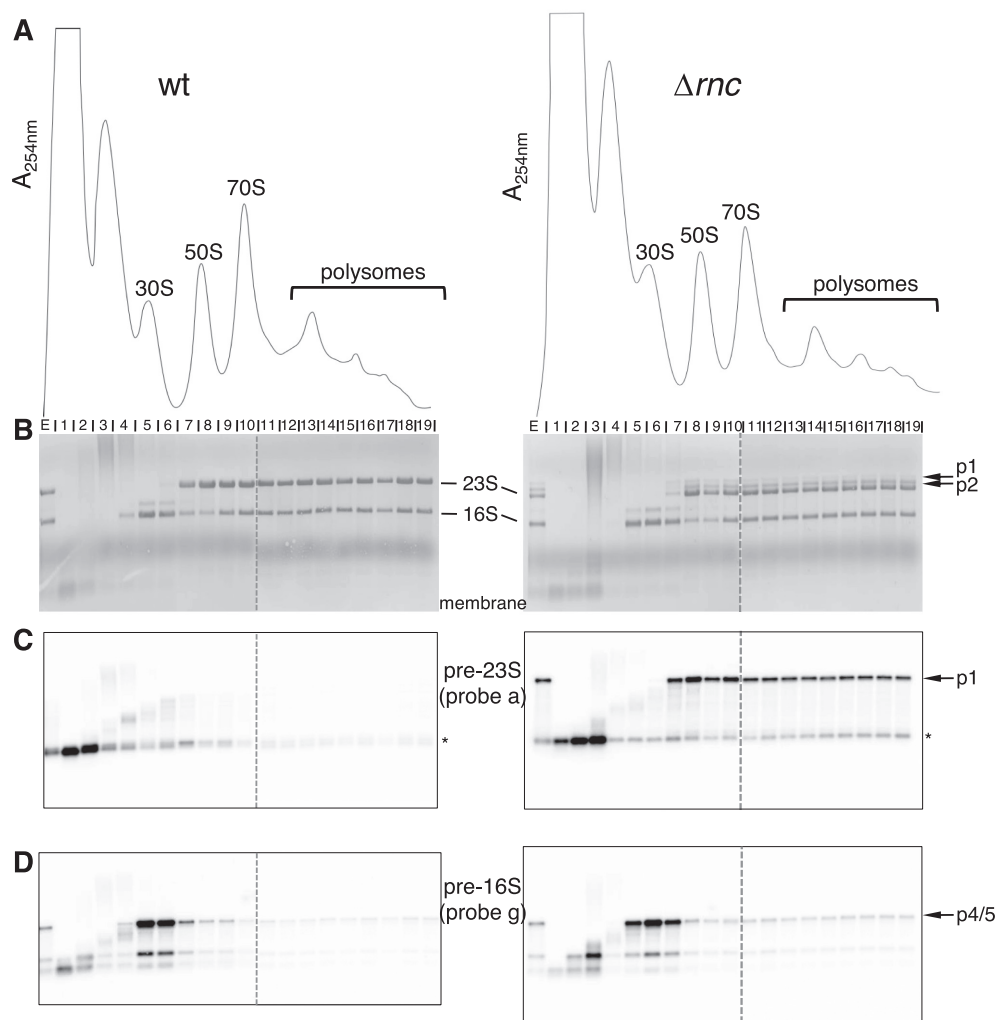 A
wt
Δrnc
A254nm
30S
50S
70S
polysomes
A254nm
30S
50S
70S
polysomes
B
E | 1 | 2 | 3 | 4 | 5 | 6 | 7 | 8 | 9 | 10 | 11 | 12 | 13 | 14 | 15 | 16 | 17 | 18 | 19 |
E 1 | 2 | 3 | 4 | 5 | 6 | 7 | 8 | 9 | 10 | 11 | 12 | 13 | 14 | 15 | 16 | 17 | 18 | 19 |
23S
16S
membrane
p1
p2
C
pre-23S
(probe a)
p1
*
*
D
pre-16S
(probe g)
p4/5